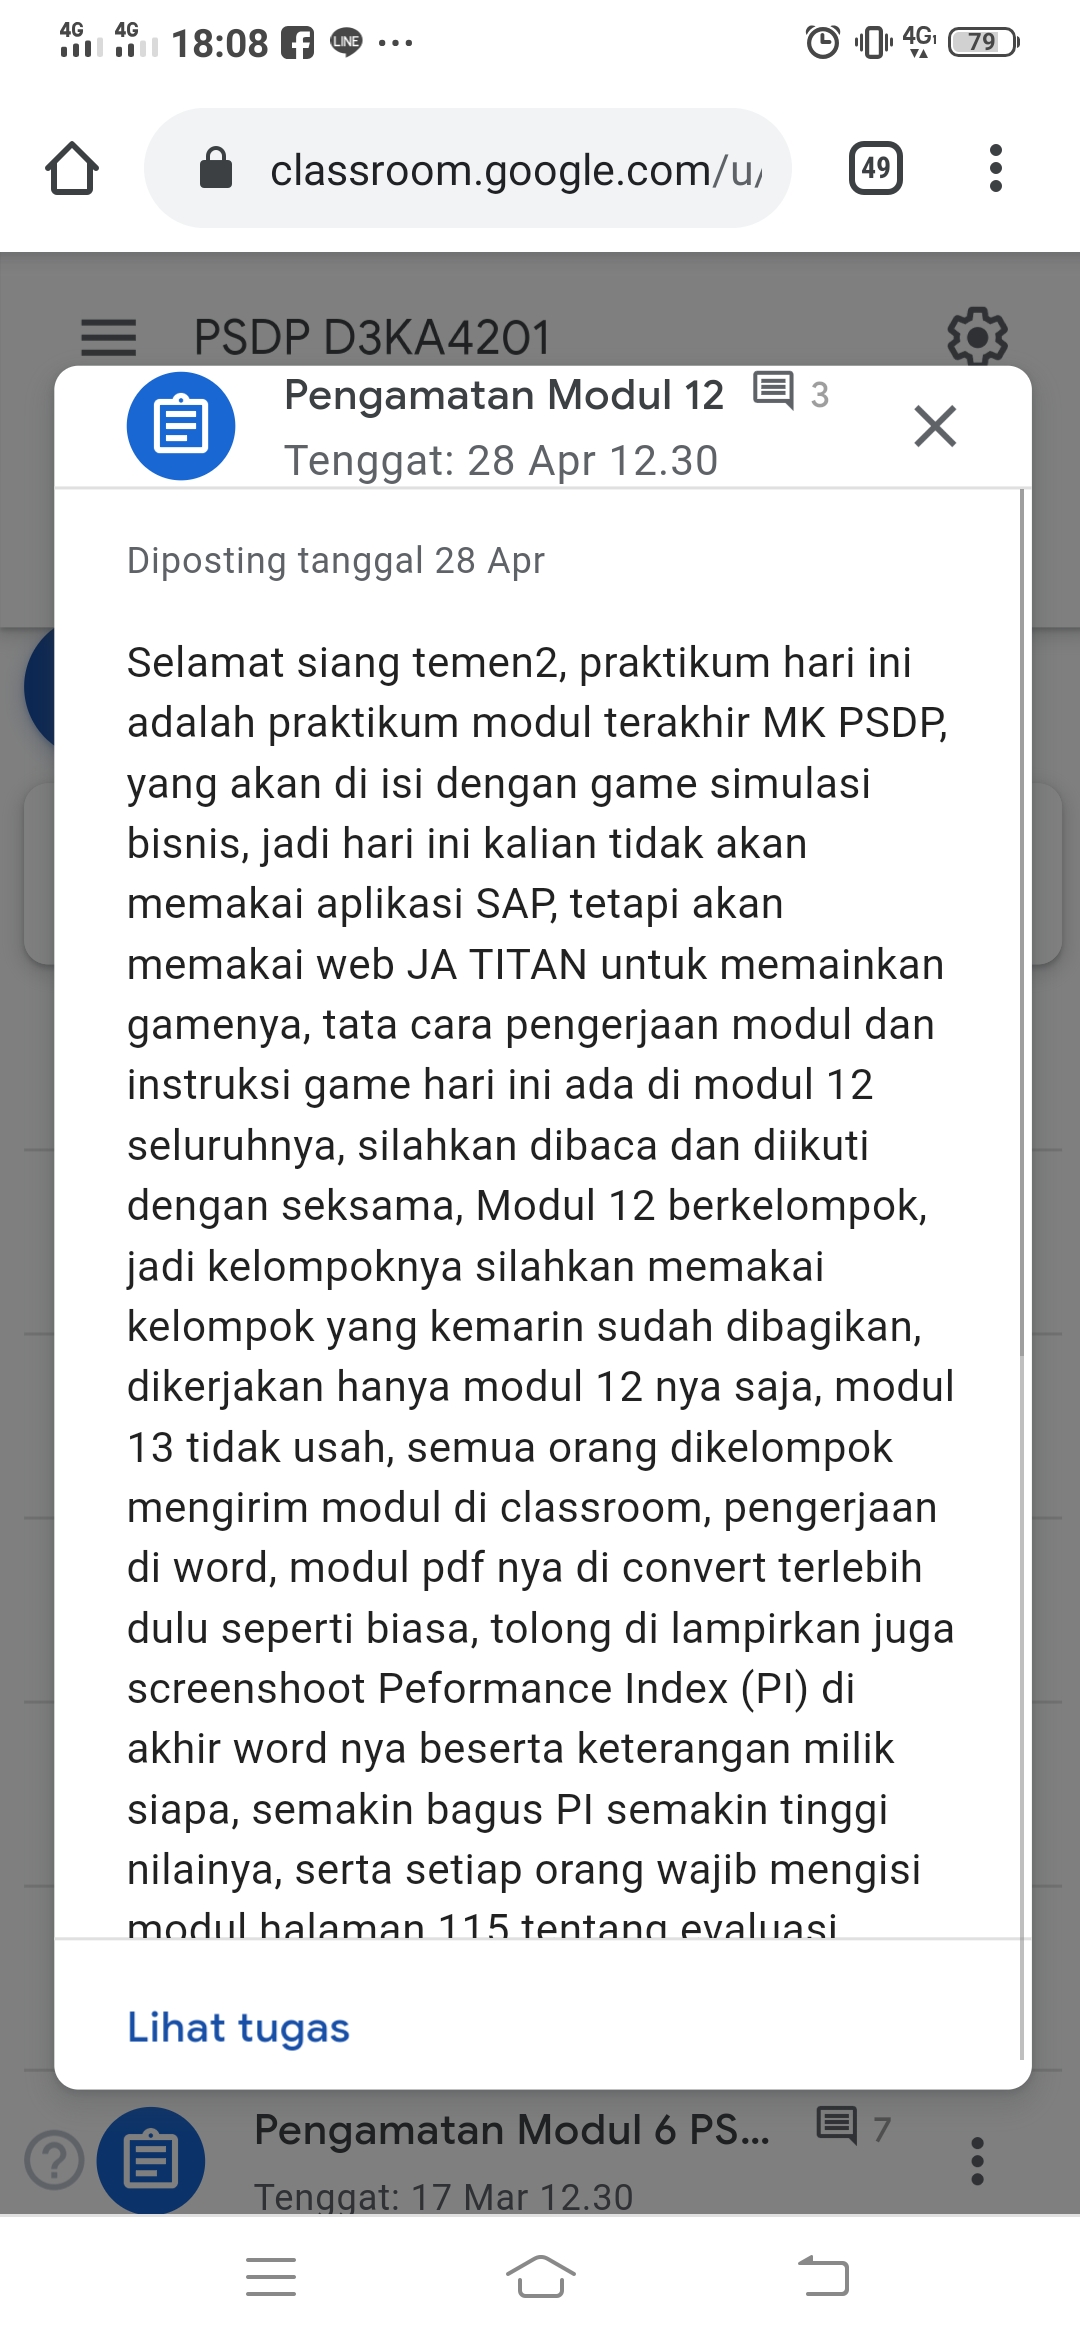 4G 4G 18:08 LINE ... 4G1 79
classroom.google.com/u/ 49
PSDP D3KA4201
Pengamatan Modul 12 3
Tenggat: 28 Apr 12.30
Diposting tanggal 28 Apr
Selamat siang temen2, praktikum hari ini
adalah praktikum modul terakhir MK PSDP,
yang akan di isi dengan game simulasi
bisnis, jadi hari ini kalian tidak akan
memakai aplikasi SAP, tetapi akan
memakai web JA TITAN untuk memainkan
gamenya, tata cara pengerjaan modul dan
instruksi game hari ini ada di modul 12
seluruhnya, silahkan dibaca dan diikuti
dengan seksama, Modul 12 berkelompok,
jadi kelompoknya silahkan memakai
kelompok yang kemarin sudah dibagikan,
dikerjakan hanya modul 12 nya saja, modul
13 tidak usah, semua orang dikelompok
mengirim modul di classroom, pengerjaan
di word, modul pdf nya di convert terlebih
dulu seperti biasa, tolong di lampirkan juga
screenshoot Peformance Index (PI) di
akhir word nya beserta keterangan milik
siapa, semakin bagus PI semakin tinggi
nilainya, serta setiap orang wajib mengisi
modul halaman 115 tentang evaluasi
Lihat tugas
Pengamatan Modul 6 PS... 7
Tenggat: 17 Mar 12.30